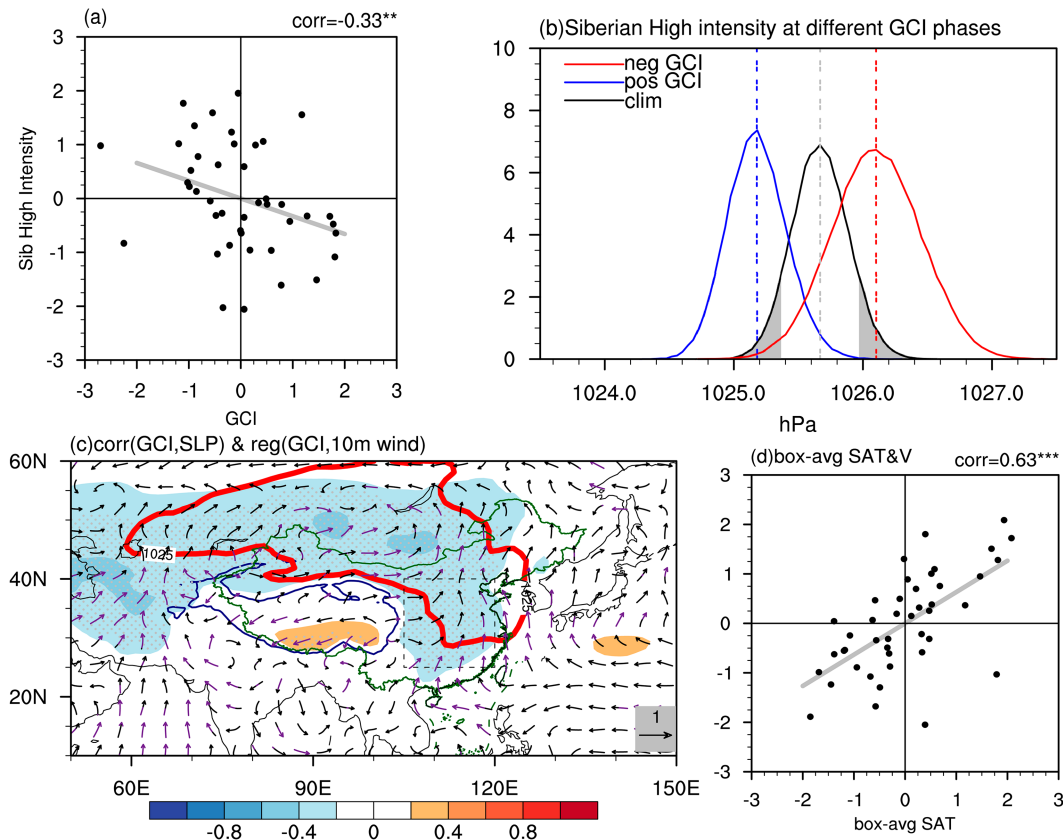 (a)
corr=-0.33**
3
2
1
0
-1
-2
-3
Sib High Intensity
-3 -2 -1 0 1 2 3
GCI
(b)Siberian High intensity at different GCI phases
10
8
6
4
2
0
neg GCI
pos GCI
clim
1024.0 1025.0 1026.0 1027.0
hPa
(c)corr(GCI,SLP) & reg(GCI,10m wind)
60N
40N
20N
1025
1025
1
60E 90E 120E 150E
-0.8 -0.4 0 0.4 0.8
(d)box-avg SAT&V
corr=0.63***
3
2
1
0
-1
-2
-3
-3 -2 -1 0 1 2 3
box-avg SAT